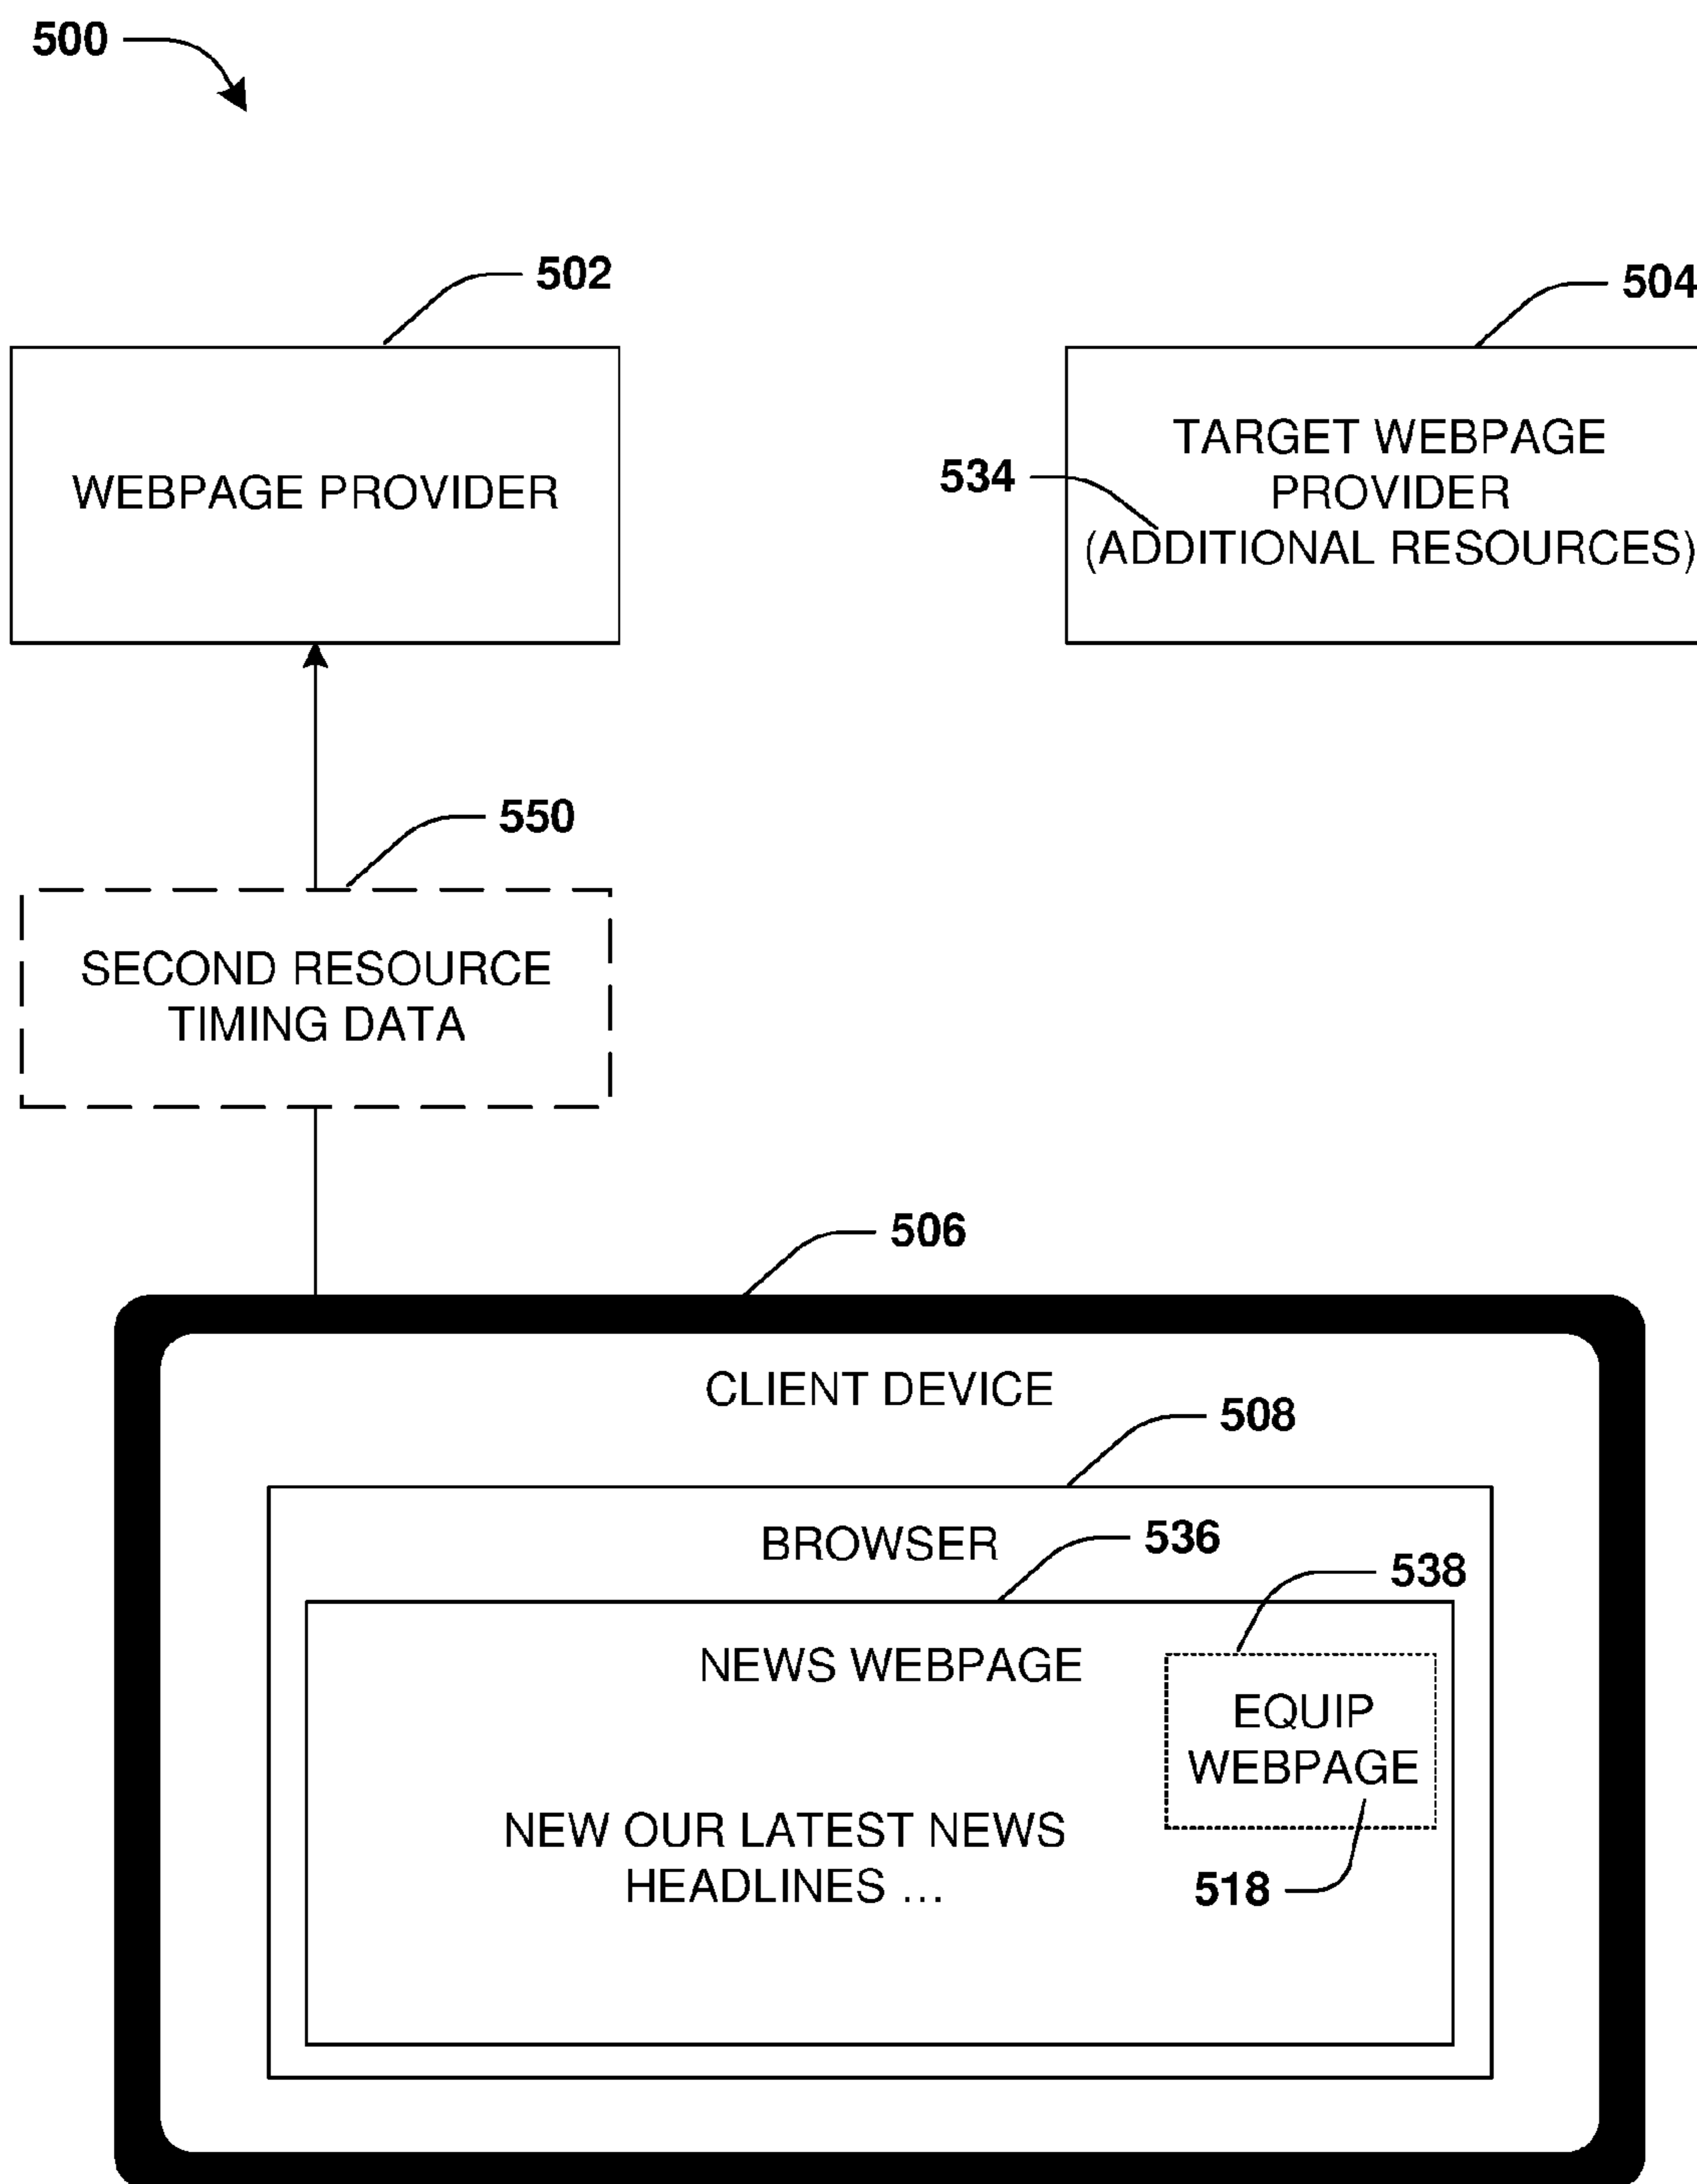 500
502
504
WEBPAGE PROVIDER
TARGET WEBPAGE
PROVIDER
(ADDITIONAL RESOURCES)
534
550
SECOND RESOURCE
TIMING DATA
506
CLIENT DEVICE
508
BROWSER
536
538
NEWS WEBPAGE
EQUIP
WEBPAGE
NEW OUR LATEST NEWS
HEADLINES ...
518